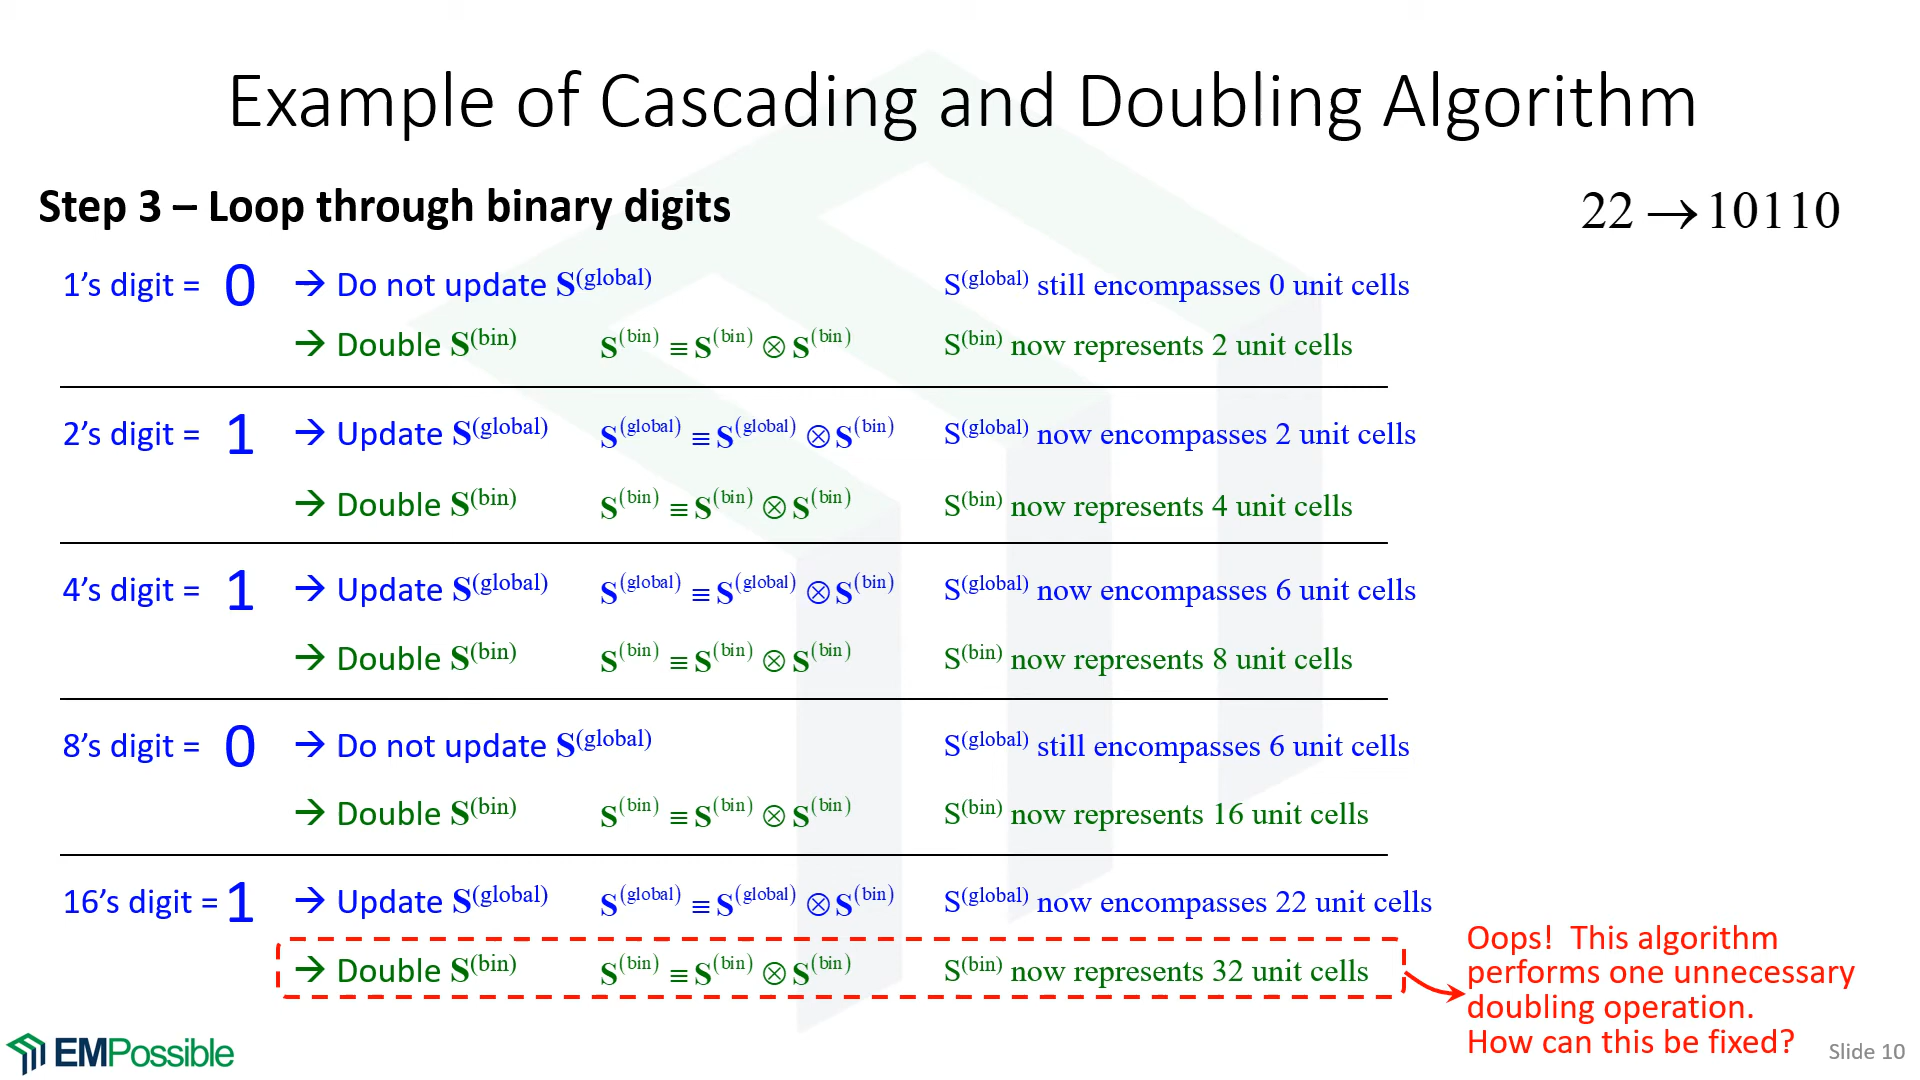 Example of Cascading and Doubling Algorithm
Step 3 – Loop through binary digits
22 → 10110
1’s digit = 0 → Do not update S^(global) S^(global) still encompasses 0 unit cells
→ Double S^(bin) S^(bin) ≡ S^(bin) ⊗ S^(bin) S^(bin) now represents 2 unit cells
2’s digit = 1 → Update S^(global) S^(global) ≡ S^(global) ⊗ S^(bin) S^(global) now encompasses 2 unit cells
→ Double S^(bin) S^(bin) ≡ S^(bin) ⊗ S^(bin) S^(bin) now represents 4 unit cells
4’s digit = 1 → Update S^(global) S^(global) ≡ S^(global) ⊗ S^(bin) S^(global) now encompasses 6 unit cells
→ Double S^(bin) S^(bin) ≡ S^(bin) ⊗ S^(bin) S^(bin) now represents 8 unit cells
8’s digit = 0 → Do not update S^(global) S^(global) still encompasses 6 unit cells
→ Double S^(bin) S^(bin) ≡ S^(bin) ⊗ S^(bin) S^(bin) now represents 16 unit cells
16’s digit = 1 → Update S^(global) S^(global) ≡ S^(global) ⊗ S^(bin) S^(global) now encompasses 22 unit cells
→ Double S^(bin) S^(bin) ≡ S^(bin) ⊗ S^(bin) S^(bin) now represents 32 unit cells
Oops! This algorithm
performs one unnecessary
doubling operation.
How can this be fixed?
EMPossible
Slide 10